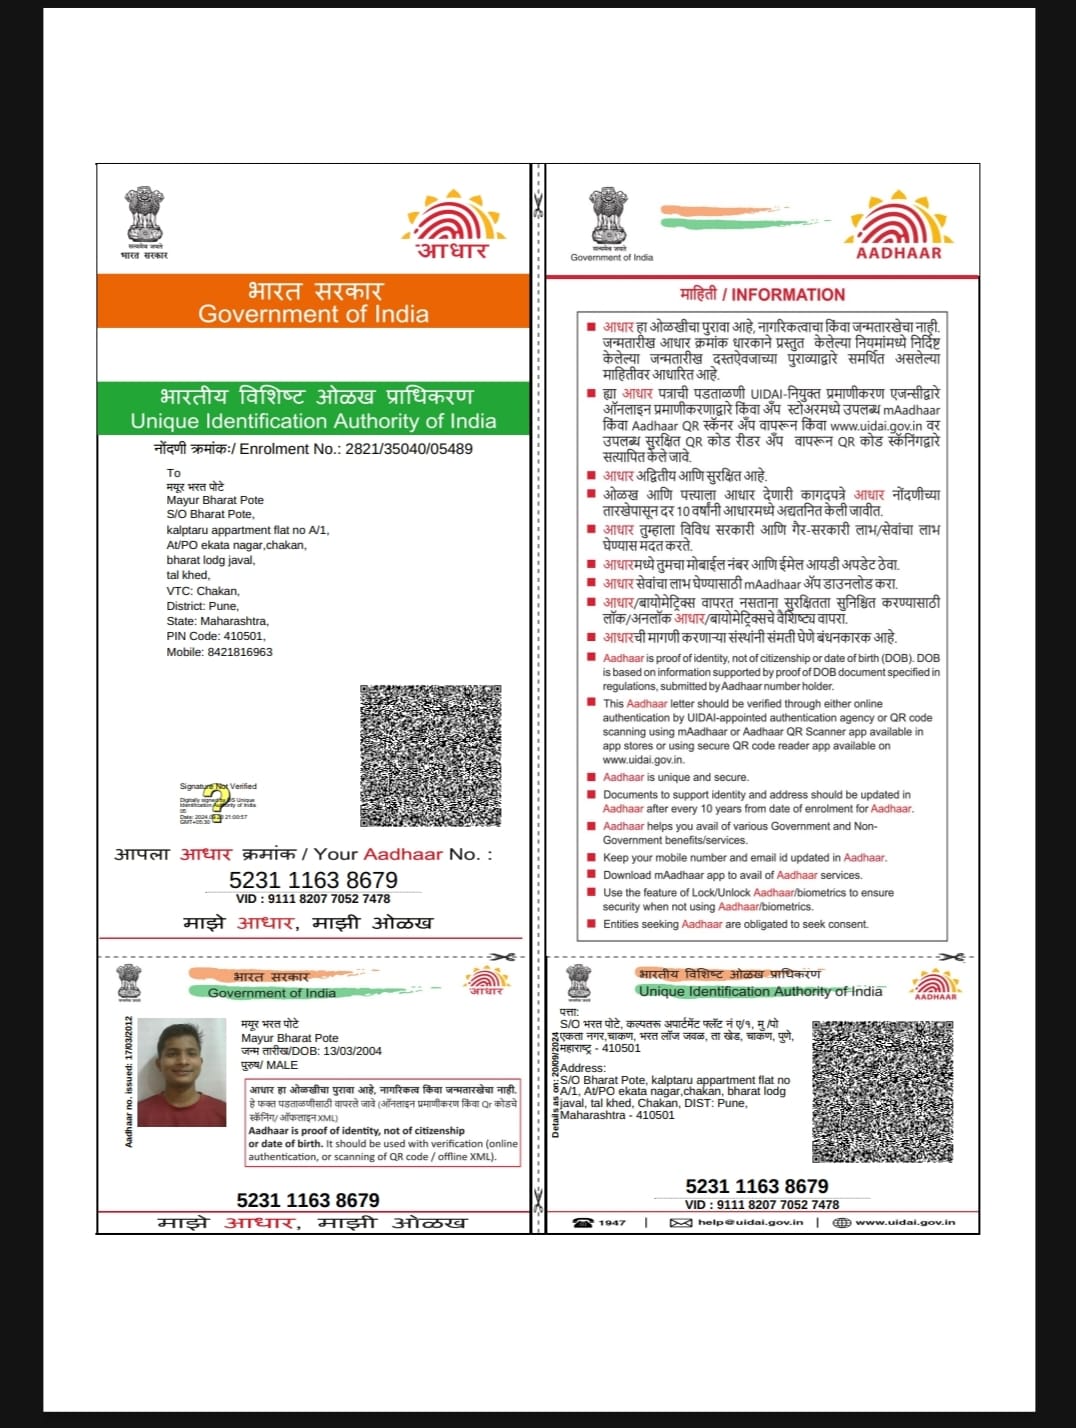 सत्यमेव जयते
भारत सरकार
आधार
भारत सरकार
Government of India
भारतीय विशिष्ट ओळख प्राधिकरण
Unique Identification Authority of India
नोंदणी क्रमांक:/ Enrolment No.: 2821/35040/05489
To
मयूर भरत पोटे
Mayur Bharat Pote
S/O Bharat Pote,
kalptaru appartment flat no A/1,
At/PO ekata nagar,chakan,
bharat lodg javal,
tal khed,
VTC: Chakan,
District: Pune,
State: Maharashtra,
PIN Code: 410501,
Mobile: 8421816963
Signature Not Verified
Digitally signed by DS Unique
Identification Authority of India
05
Date: 2024.09.20 21:00:57
GMT+05:30
आपला आधार क्रमांक / Your Aadhaar No. :
5231 1163 8679
VID : 9111 8207 7052 7478
माझे आधार, माझी ओळख
सत्यमेव जयते
Government of India
AADHAAR
माहिती / INFORMATION
आधार हा ओळखीचा पुरावा आहे, नागरिकत्वाचा किंवा जन्मतारखेचा नाही.
जन्मतारीख आधार क्रमांक धारकाने प्रस्तुत केलेल्या नियमांमध्ये निर्दिष्ट
केलेल्या जन्मतारीख दस्तऐवजाच्या पुराव्याद्वारे समर्थित असलेल्या
माहितीवर आधारित आहे.
ह्या आधार पत्राची पडताळणी UIDAI-नियुक्त प्रमाणीकरण एजन्सीद्वारे
ऑनलाइन प्रमाणीकरणाद्वारे किंवा ॲप स्टोअरमध्ये उपलब्ध mAadhaar
किंवा Aadhaar QR स्कॅनर ॲप वापरून किंवा www.uidai.gov.in वर
उपलब्ध सुरक्षित QR कोड रीडर ॲप वापरून QR कोड स्कॅनिंगद्वारे
सत्यापित केले जावे.
आधार अद्वितीय आणि सुरक्षित आहे.
ओळख आणि पत्त्याला आधार देणारी कागदपत्रे आधार नोंदणीच्या
तारखेपासून दर 10 वर्षांनी आधारमध्ये अद्यतनित केली जावीत.
आधार तुम्हाला विविध सरकारी आणि गैर-सरकारी लाभ/सेवांचा लाभ
घेण्यास मदत करते.
आधारमध्ये तुमचा मोबाईल नंबर आणि ईमेल आयडी अपडेट ठेवा.
आधार सेवांचा लाभ घेण्यासाठी mAadhaar ॲप डाउनलोड करा.
आधार/बायोमेट्रिक्स वापरत नसताना सुरक्षितता सुनिश्चित करण्यासाठी
लॉक/अनलॉक आधार/बायोमेट्रिक्सचे वैशिष्ट्य वापरा.
आधारची मागणी करणाऱ्या संस्थांनी संमती घेणे बंधनकारक आहे.
Aadhaar is proof of identity, not of citizenship or date of birth (DOB). DOB
is based on information supported by proof of DOB document specified in
regulations, submitted by Aadhaar number holder.
This Aadhaar letter should be verified through either online
authentication by UIDAI-appointed authentication agency or QR code
scanning using mAadhaar or Aadhaar QR Scanner app available in
app stores or using secure QR code reader app available on
www.uidai.gov.in.
Aadhaar is unique and secure.
Documents to support identity and address should be updated in
Aadhaar after every 10 years from date of enrolment for Aadhaar.
Aadhaar helps you avail of various Government and Non-
Government benefits/services.
Keep your mobile number and email id updated in Aadhaar.
Download mAadhaar app to avail of Aadhaar services.
Use the feature of Lock/Unlock Aadhaar/biometrics to ensure
security when not using Aadhaar/biometrics.
Entities seeking Aadhaar are obligated to seek consent.
भारत सरकार
Government of India
आधार
Aadhaar no. issued: 17/03/2012
मयूर भरत पोटे
Mayur Bharat Pote
जन्म तारीख/DOB: 13/03/2004
पुरुष/ MALE
आधार हा ओळखीचा पुरावा आहे, नागरिकत्व किंवा जन्मतारखेचा नाही.
हे फक्त पडताळणीसाठी वापरले जावे (ऑनलाइन प्रमाणीकरण किंवा Qr कोडचे
स्कॅनिंग/ ऑफलाइन XML)
Aadhaar is proof of identity, not of citizenship
or date of birth. It should be used with verification (online
authentication, or scanning of QR code / offline XML).
5231 1163 8679
माझे आधार, माझी ओळख
भारतीय विशिष्ट ओळख प्राधिकरण
Unique Identification Authority of India
AADHAAR
Details as on: 20/09/2024
पत्ता:
S/O भरत पोटे, कल्पतरू अपार्टमेंट फ्लॅट नं ए/१, मु /पो
एकता नगर,चाकण, भरत लॉज जवळ, ता खेड, चाकण, पुणे,
महाराष्ट्र - 410501
Address:
S/O Bharat Pote, kalptaru appartment flat no
A/1, At/PO ekata nagar,chakan, bharat lodg
javal, tal khed, Chakan, DIST: Pune,
Maharashtra - 410501
5231 1163 8679
VID : 9111 8207 7052 7478
1947 | help@uidai.gov.in | www.uidai.gov.in